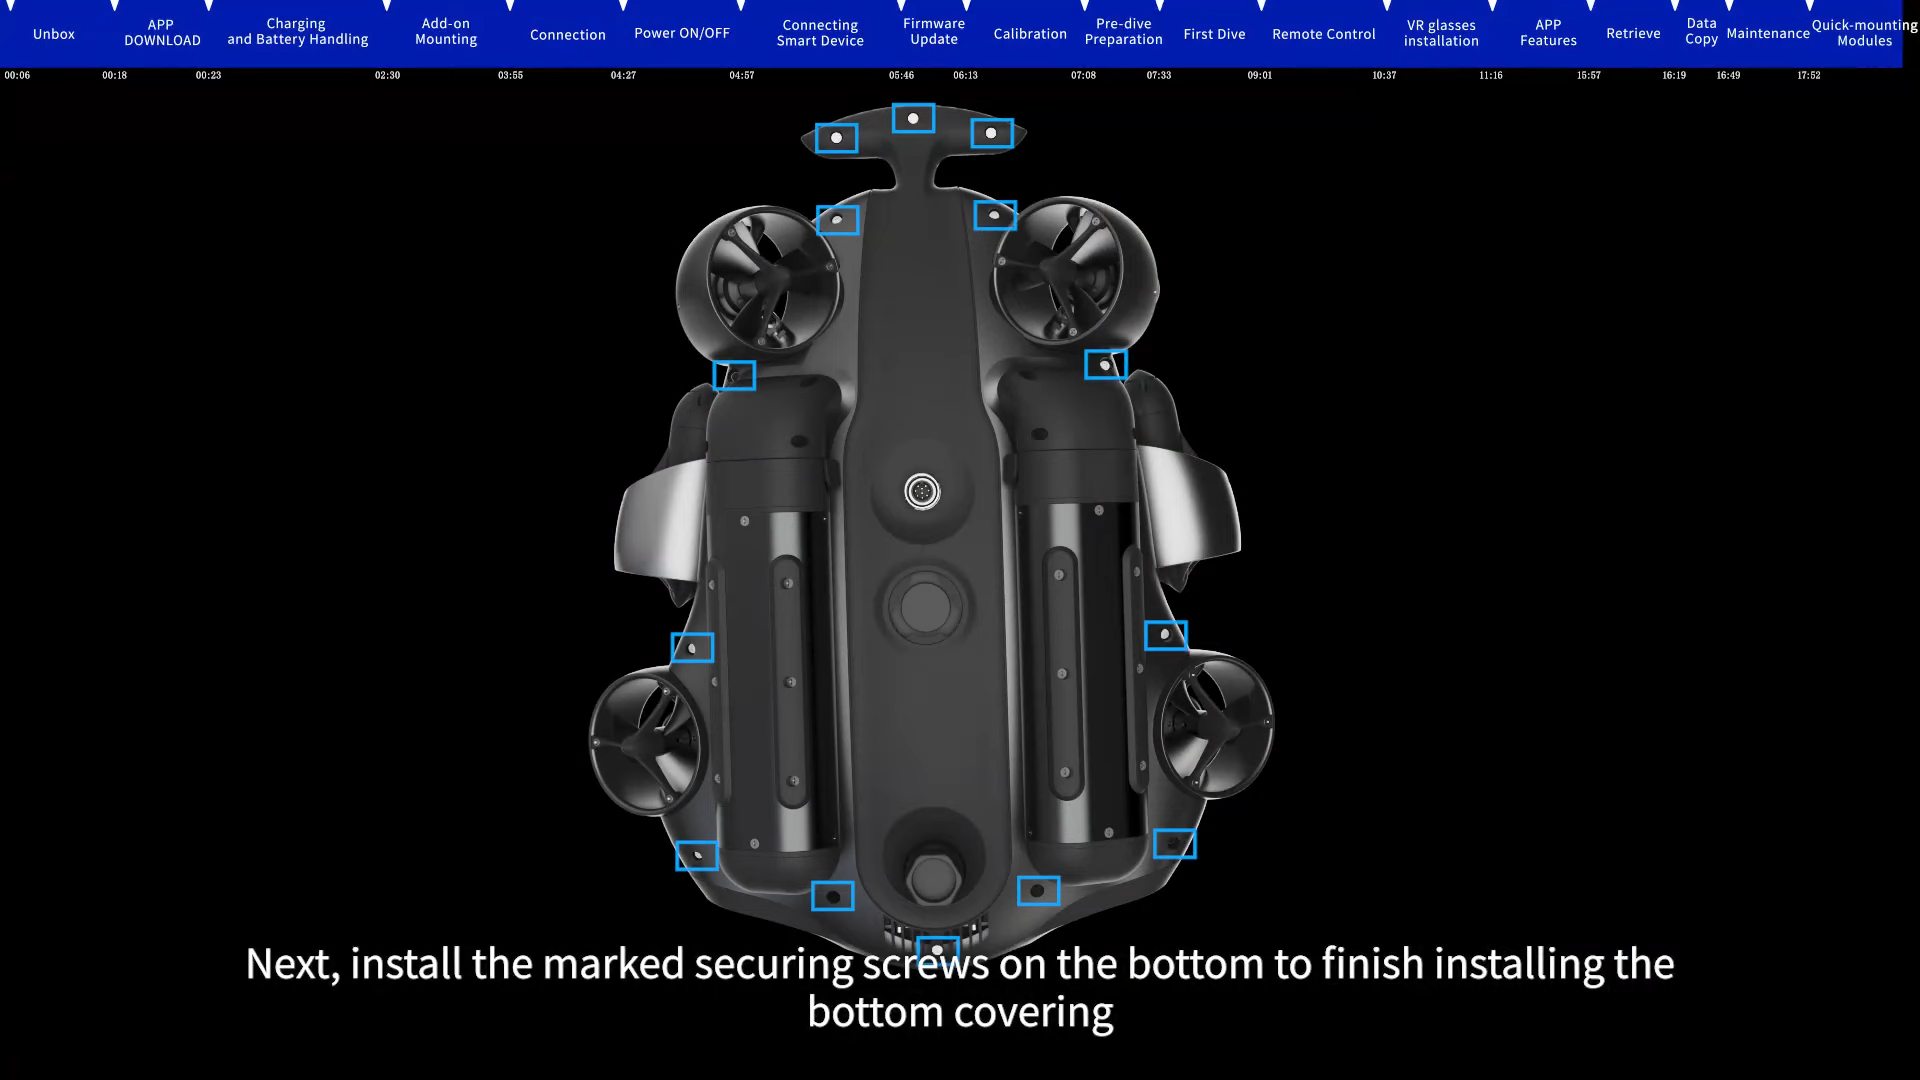 Unbox
APP
DOWNLOAD
Charging
and Battery Handling
Add-on
Mounting
Connection
Power ON/OFF
Connecting
Smart Device
Firmware
Update
Calibration
Pre-dive
Preparation
First Dive
Remote Control
VR glasses
installation
APP
Features
Retrieve
Data
Copy
Maintenance
Quick-mounting
Modules
00:06 00:18 00:23 02:30 03:55 04:27 04:57 05:46 06:13 07:08 07:33 09:01 10:37 11:16 15:57 16:19 16:49 17:52
Next, install the marked securing screws on the bottom to finish installing the
bottom covering